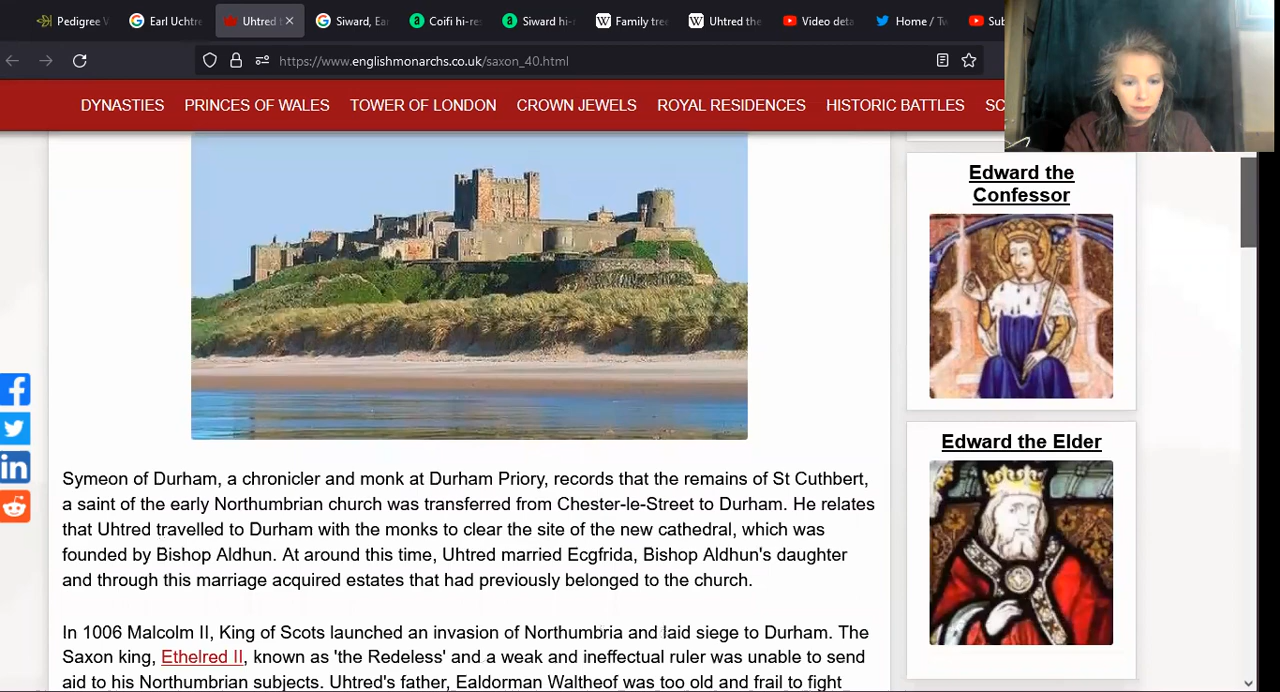 Pedigree V
Earl Uchtre
Uhtred t
Siward, Ea
Coifi hi-re
Siward hi-r
Family tree
Uhtred the
Video deta
Home / Tw
Sub
https://www.englishmonarchs.co.uk/saxon_40.html
DYNASTIES PRINCES OF WALES TOWER OF LONDON CROWN JEWELS ROYAL RESIDENCES HISTORIC BATTLES SC
Symeon of Durham, a chronicler and monk at Durham Priory, records that the remains of St Cuthbert,
a saint of the early Northumbrian church was transferred from Chester-le-Street to Durham. He relates
that Uhtred travelled to Durham with the monks to clear the site of the new cathedral, which was
founded by Bishop Aldhun. At around this time, Uhtred married Ecgfrida, Bishop Aldhun's daughter
and through this marriage acquired estates that had previously belonged to the church.
In 1006 Malcolm II, King of Scots launched an invasion of Northumbria and laid siege to Durham. The
Saxon king, Ethelred II, known as 'the Redeless' and a weak and ineffectual ruler was unable to send
aid to his Northumbrian subjects. Uhtred's father, Ealdorman Waltheof was too old and frail to fight
Edward the
Confessor
Edward the Elder